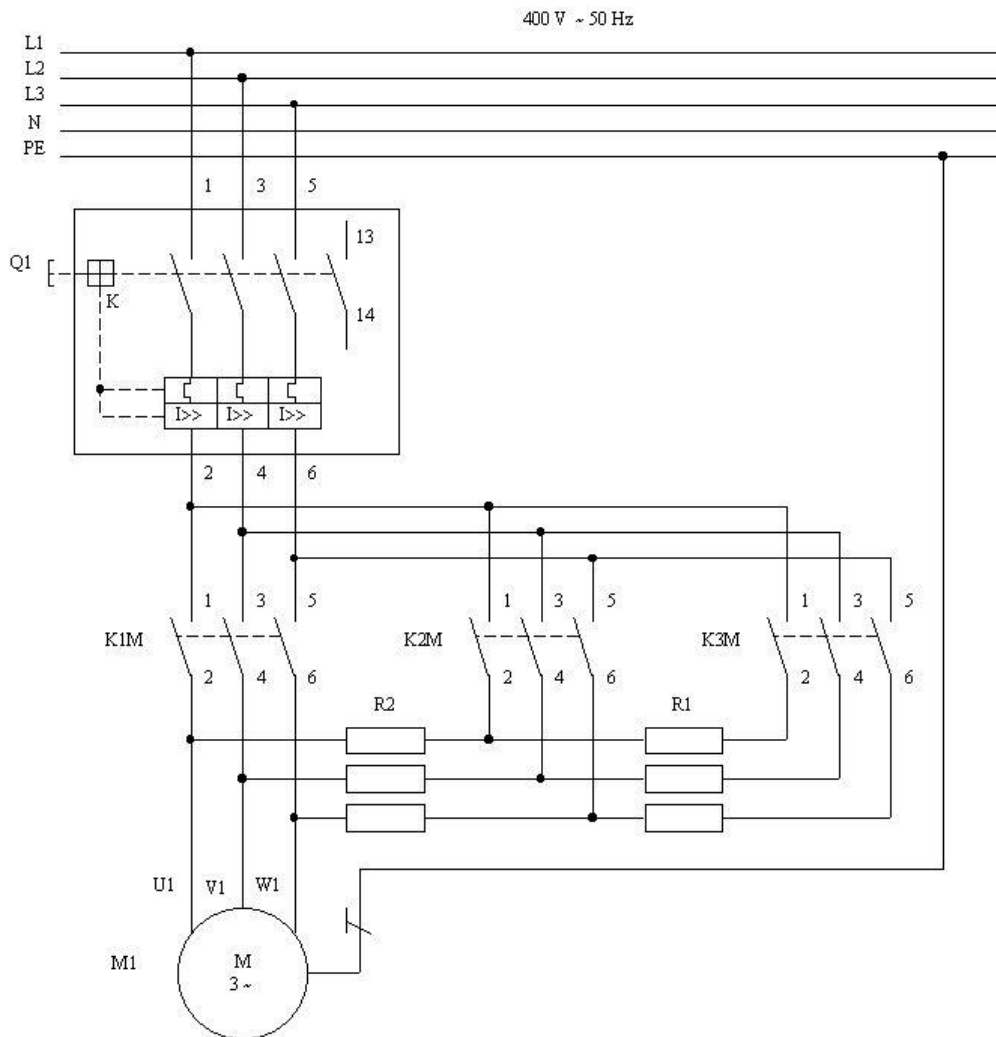 400 V ~ 50 Hz
L1
L2
L3
N
PE
1 3 5
13
Q1
K
14
I>> I>> I>>
2 4 6
1 3 5 1 3 5 1 3 5
K1M K2M K3M
2 4 6 2 4 6 2 4 6
R2 R1
U1 V1 W1
M1 M
3 ~